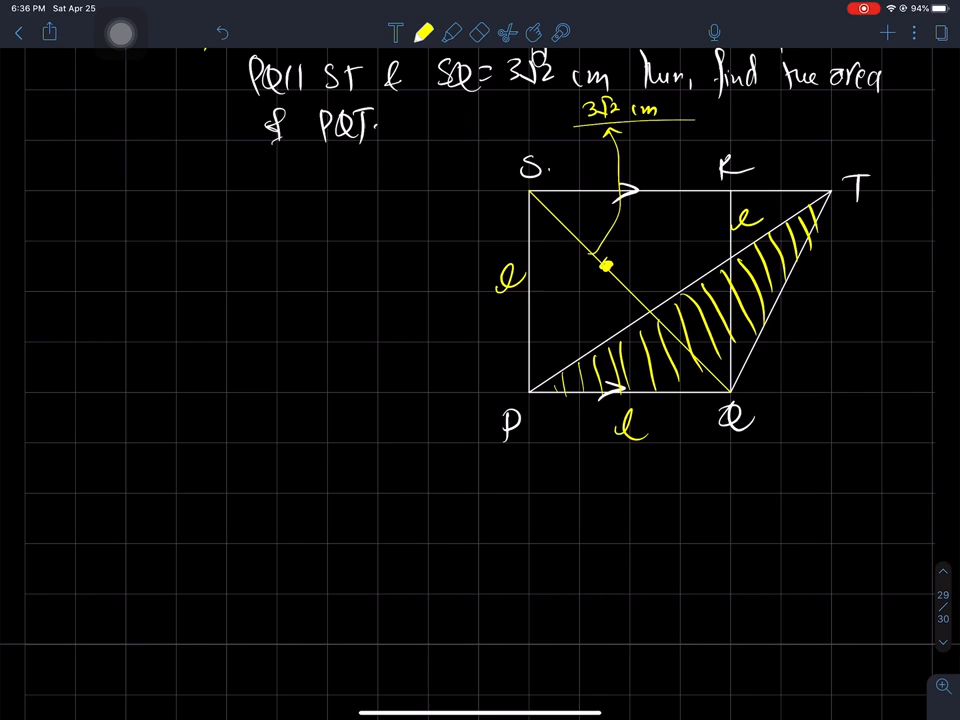 6:36 PM Sat Apr 25
94%
PQ|| ST & SQ = 3√2 cm then, find the area
of PQT.
3√2 cm
S.
R
T
l
l
P
l
Q
29
/
30